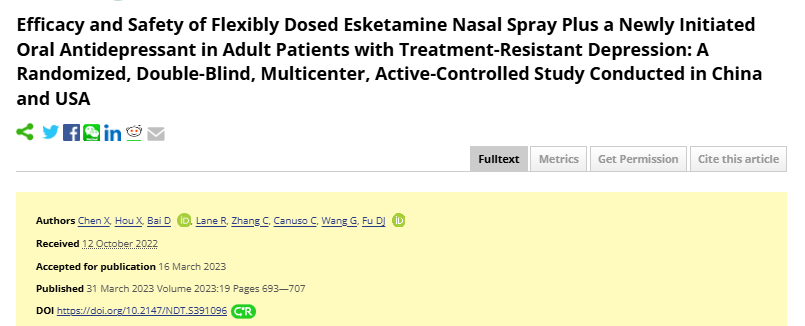 Efficacy and Safety of Flexibly Dosed Esketamine Nasal Spray Plus a Newly Initiated
Oral Antidepressant in Adult Patients with Treatment-Resistant Depression: A
Randomized, Double-Blind, Multicenter, Active-Controlled Study Conducted in China
and USA
Fulltext Metrics Get Permission Cite this article
Authors Chen X, Hou X, Bai D iD, Lane R, Zhang C, Canuso C, Wang G, Fu DJ iD
Received 12 October 2022
Accepted for publication 16 March 2023
Published 31 March 2023 Volume 2023:19 Pages 693—707
DOI https://doi.org/10.2147/NDT.S391096